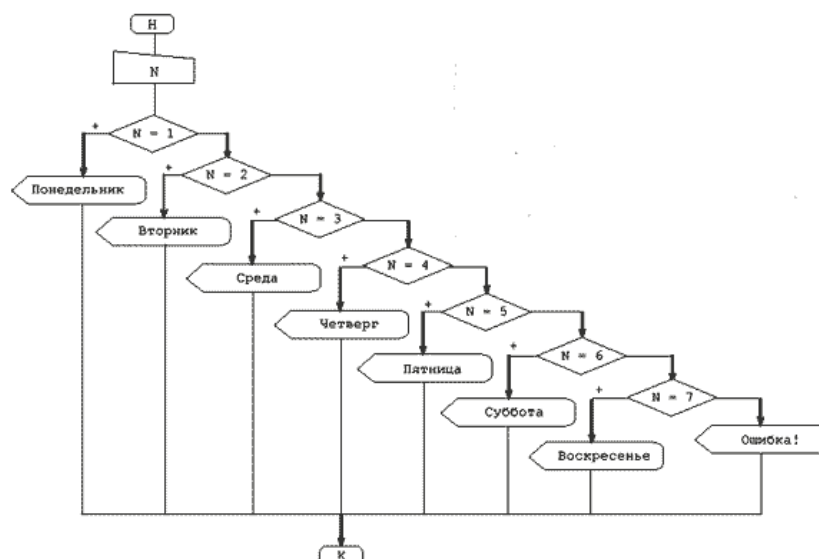 Н
N
+
N = 1
Понедельник
+
N = 2
Вторник
+
N = 3
Среда
+
N = 4
Четверг
+
N = 5
Пятница
+
N = 6
Суббота
+
N = 7
Воскресенье
Ошибка!
К